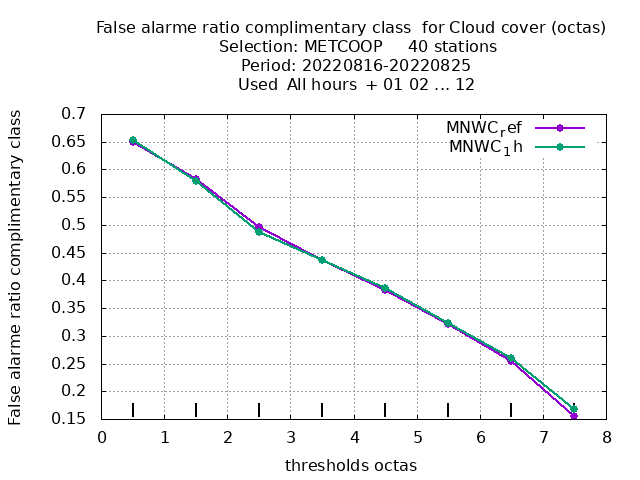 False alarme ratio complimentary class  for Cloud cover (octas)
Selection: METCOOP     40 stations
Period: 20220816-20220825
Used  All hours  + 01 02 ... 12
False alarme ratio complimentary class
0.7
0.65
0.6
0.55
0.5
0.45
0.4
0.35
0.3
0.25
0.2
0.15
MNWCref
MNWC1h
0 1 2 3 4 5 6 7 8
thresholds octas